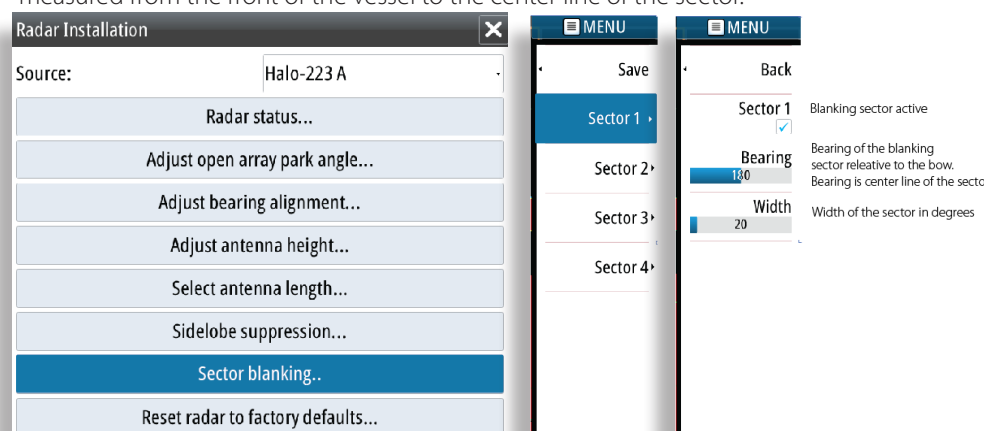 measured from the front of the vessel to the center line of the sector.
Radar Installation
Source: Halo-223 A
Radar status...
Adjust open array park angle...
Adjust bearing alignment...
Adjust antenna height...
Select antenna length...
Sidelobe suppression...
Sector blanking..
Reset radar to factory defaults...
MENU
Save
Sector 1
Sector 2
Sector 3
Sector 4
MENU
Back
Sector 1
Bearing
180
Width
20
Blanking sector active
Bearing of the blanking
sector releative to the bow.
Bearing is center line of the secto
Width of the sector in degrees